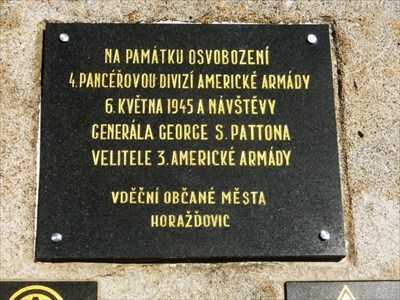 NA PAMÁTKU OSVOBOZENÍ
4. PANCÉŘOVOU DIVIZÍ AMERICKÉ ARMÁDY
6. KVĚTNA 1945 A NÁVŠTĚVY
GENERÁLA GEORGE S. PATTONA
VELITELE 3. AMERICKÉ ARMÁDY
VDĚČNÍ OBČANÉ MĚSTA
HORAŽĎOVIC